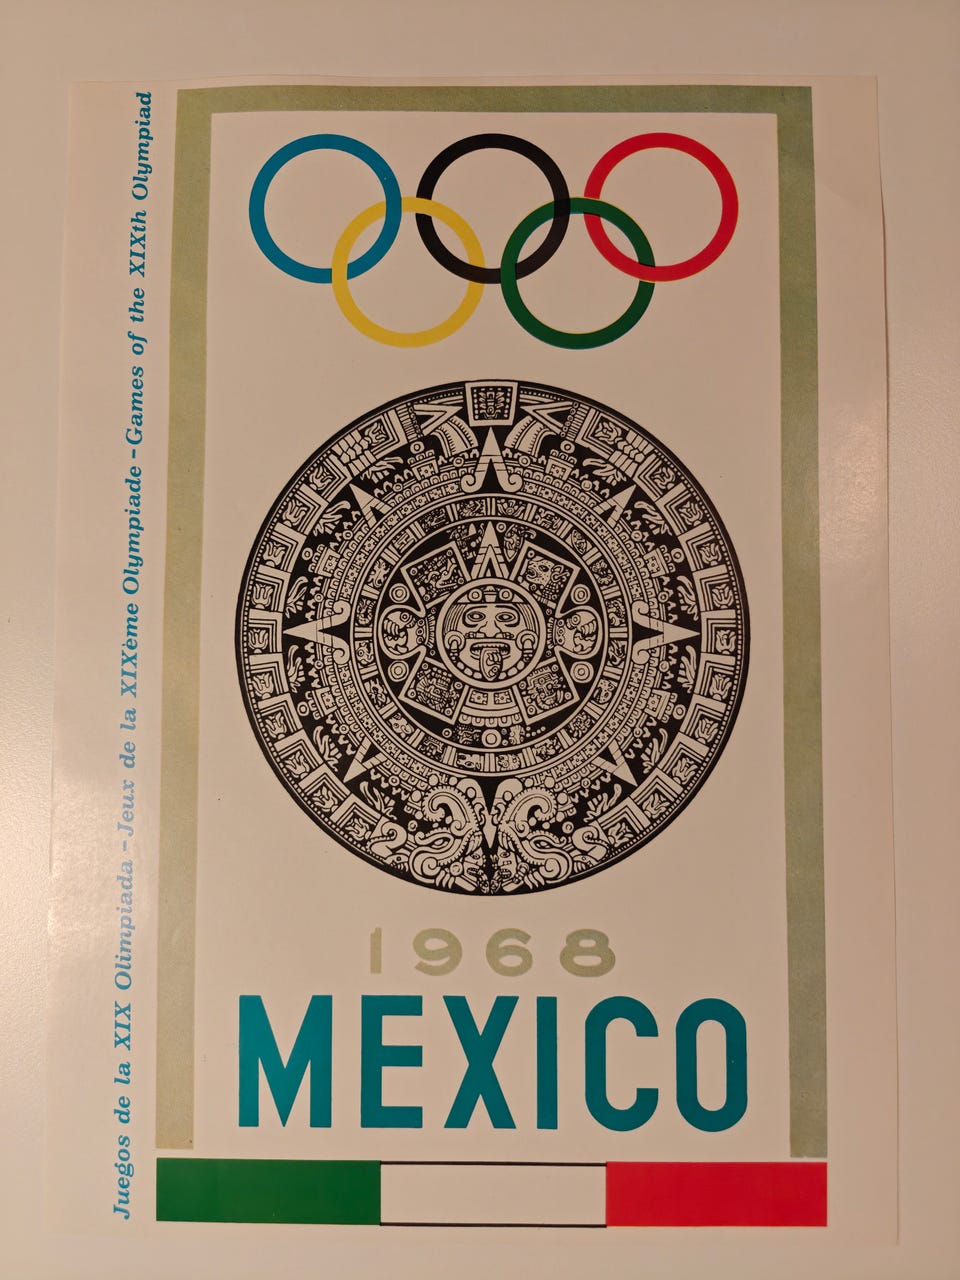 Juegos de la XIX Olimpiada - Jeux de la XIXème Olympiade - Games of the XIXth Olympiad
1968
MEXICO